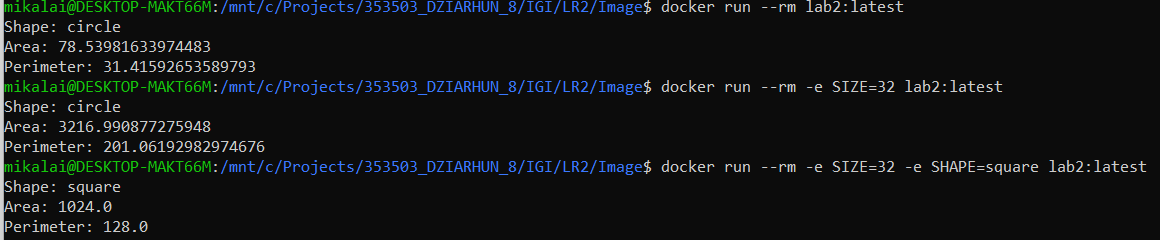 mikalai@DESKTOP-MAKT66M:/mnt/c/Projects/353503_DZIARHUN_8/IGI/LR2/Image$ docker run --rm lab2:latest
Shape: circle
Area: 78.53981633974483
Perimeter: 31.41592653589793
mikalai@DESKTOP-MAKT66M:/mnt/c/Projects/353503_DZIARHUN_8/IGI/LR2/Image$ docker run --rm -e SIZE=32 lab2:latest
Shape: circle
Area: 3216.990877275948
Perimeter: 201.06192982974676
mikalai@DESKTOP-MAKT66M:/mnt/c/Projects/353503_DZIARHUN_8/IGI/LR2/Image$ docker run --rm -e SIZE=32 -e SHAPE=square lab2:latest
Shape: square
Area: 1024.0
Perimeter: 128.0